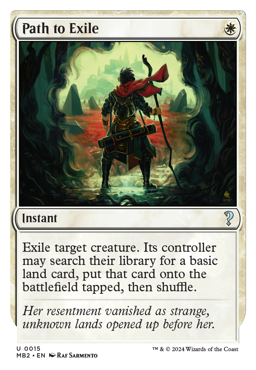 Path to Exile
Instant
Exile target creature. Its controller
may search their library for a basic
land card, put that card onto the
battlefield tapped, then shuffle.
Her resentment vanished as strange,
unknown lands opened up before her.
U 0015
MB2 • EN Raf Sarmento
™ & © 2024 Wizards of the Coast